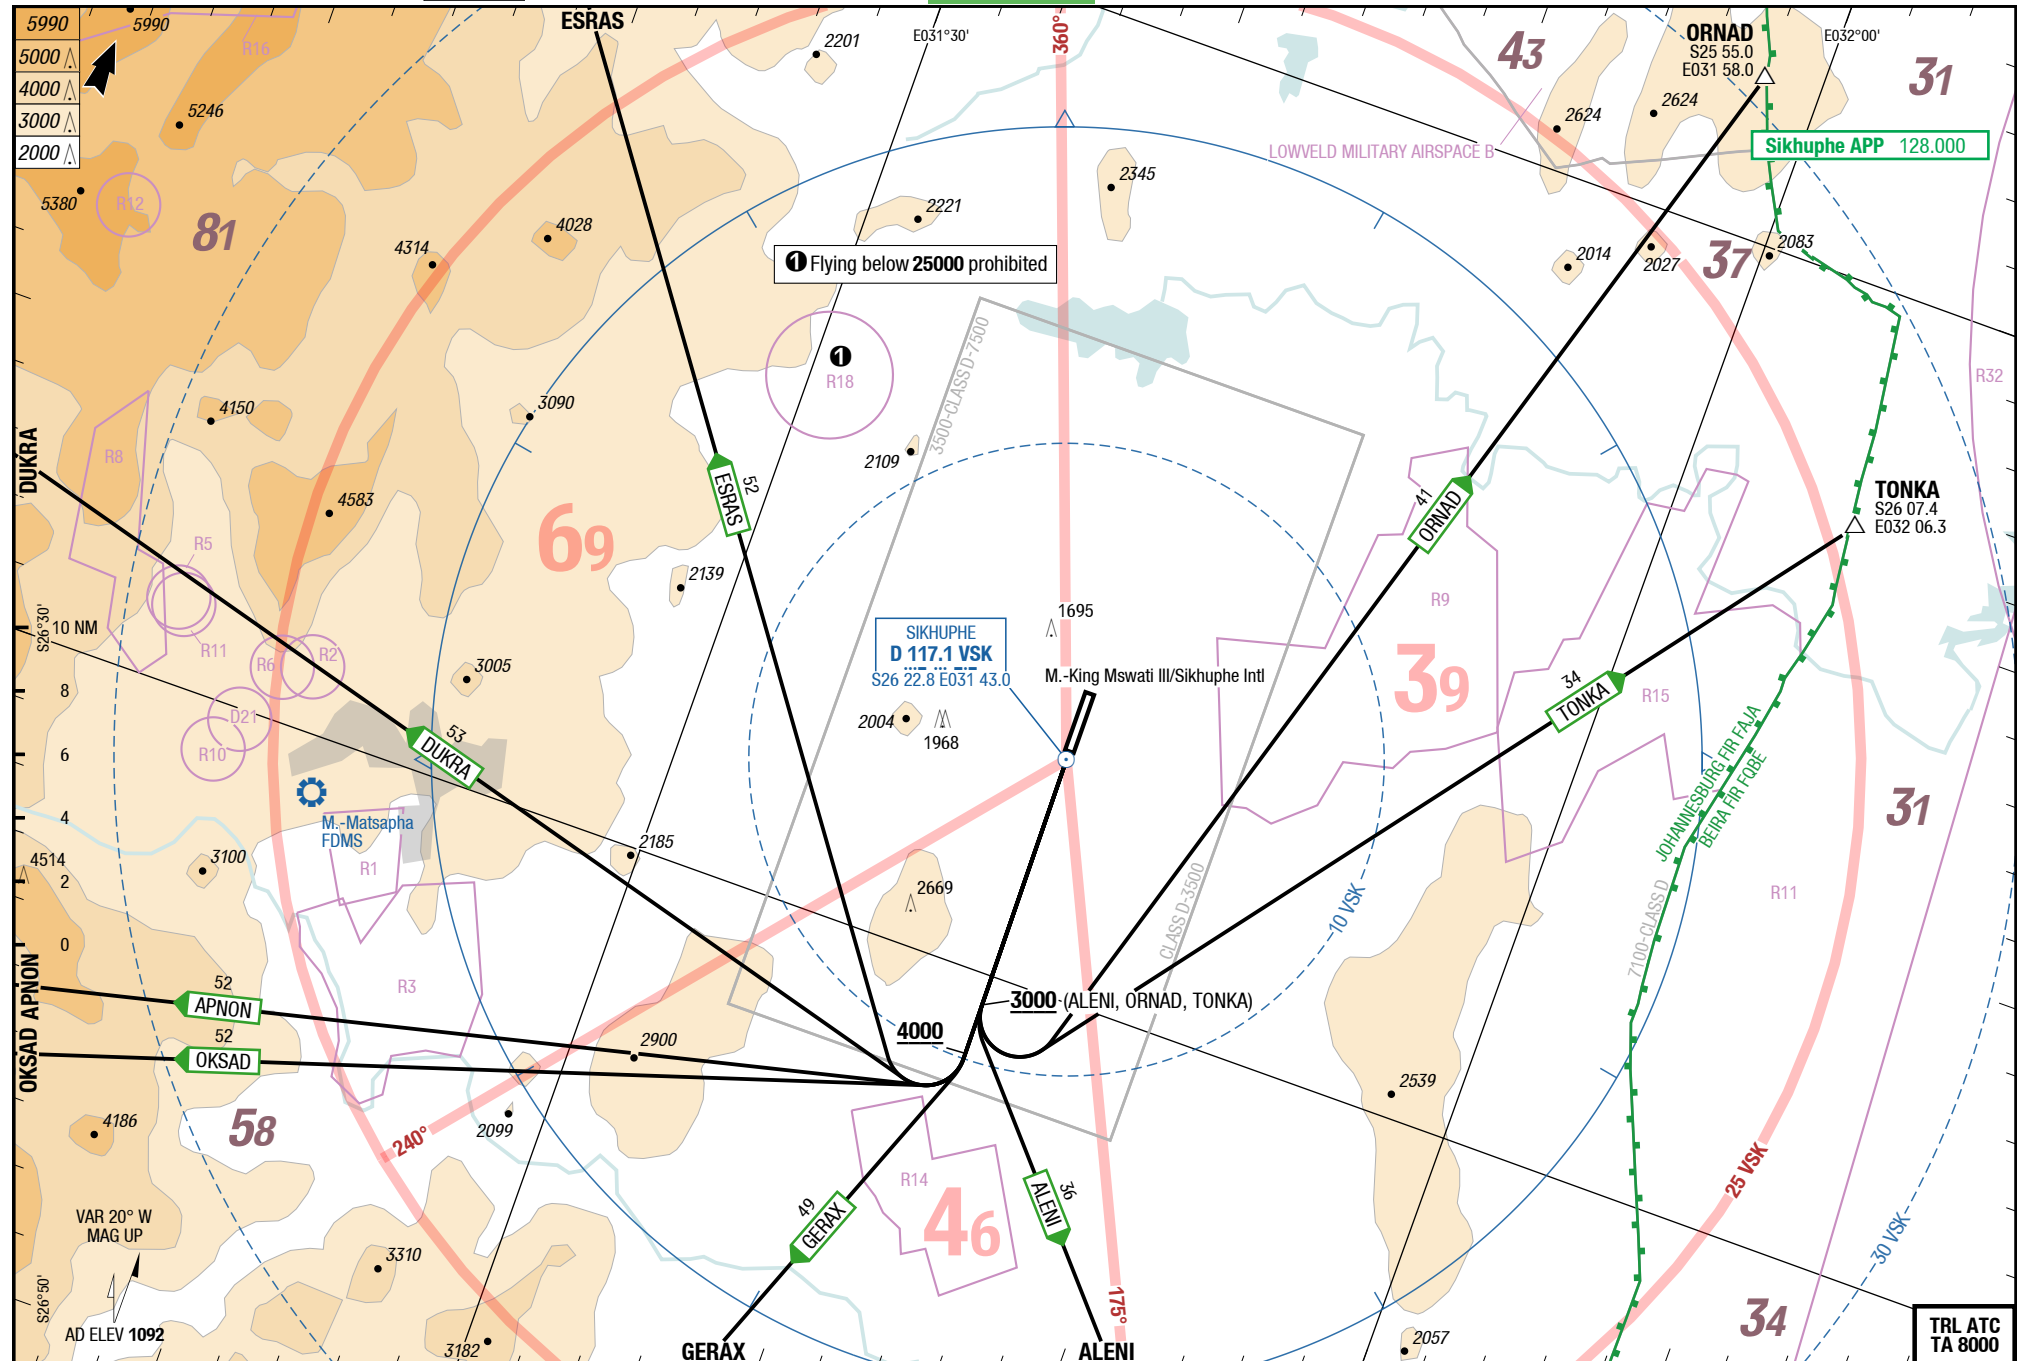 5990
5000
4000
3000
2000
5990
R16
ESRAS
2201
E031°30'
360°
43
ORNAD
S25 55.0
E031 58.0
E032°00'
31
5246
2624
2624
Sikhuphe APP 128.000
LOWVELD MILITARY AIRSPACE B
5380
R12
81
4314
4028
2221
2345
1 Flying below 25000 prohibited
2014
2027
37
2083
3500-CLASS D-7500
1
R18
R32
4150
3090
DUKRA
R8
2109
4583
52
ESRAS
41
ORNAD
TONKA
S26 07.4
E032 06.3
69
R5
2139
R9
S26°30'
10 NM
R11
R6
R2
1695
SIKHUPHE
D 117.1 VSK
S26 22.8 E031 43.0
M.-King Mswati III/Sikhuphe Intl
39
3005
8
34
TONKA
R15
D21
2004
1968
R10
53
DUKRA
6
JOHANNESBURG FIR FAJA
BEIRA FIR FQBE
4
M.-Matsapha
FDMS
31
4514
3100
R1
2185
2
2669
10 VSK
CLASS D-3500
7100-CLASS D
R11
0
OKSAD APNON
52
APNON
R3
3000 (ALENI, ORNAD, TONKA)
4000
52
OKSAD
2900
2539
4186
58
2099
240°
R14
46
36
ALENI
25 VSK
49
GERAX
30 VSK
VAR 20° W
MAG UP
3310
S26°50'
AD ELEV 1092
3182
175°
34
2057
TRL ATC
TA 8000
GERAX
ALENI